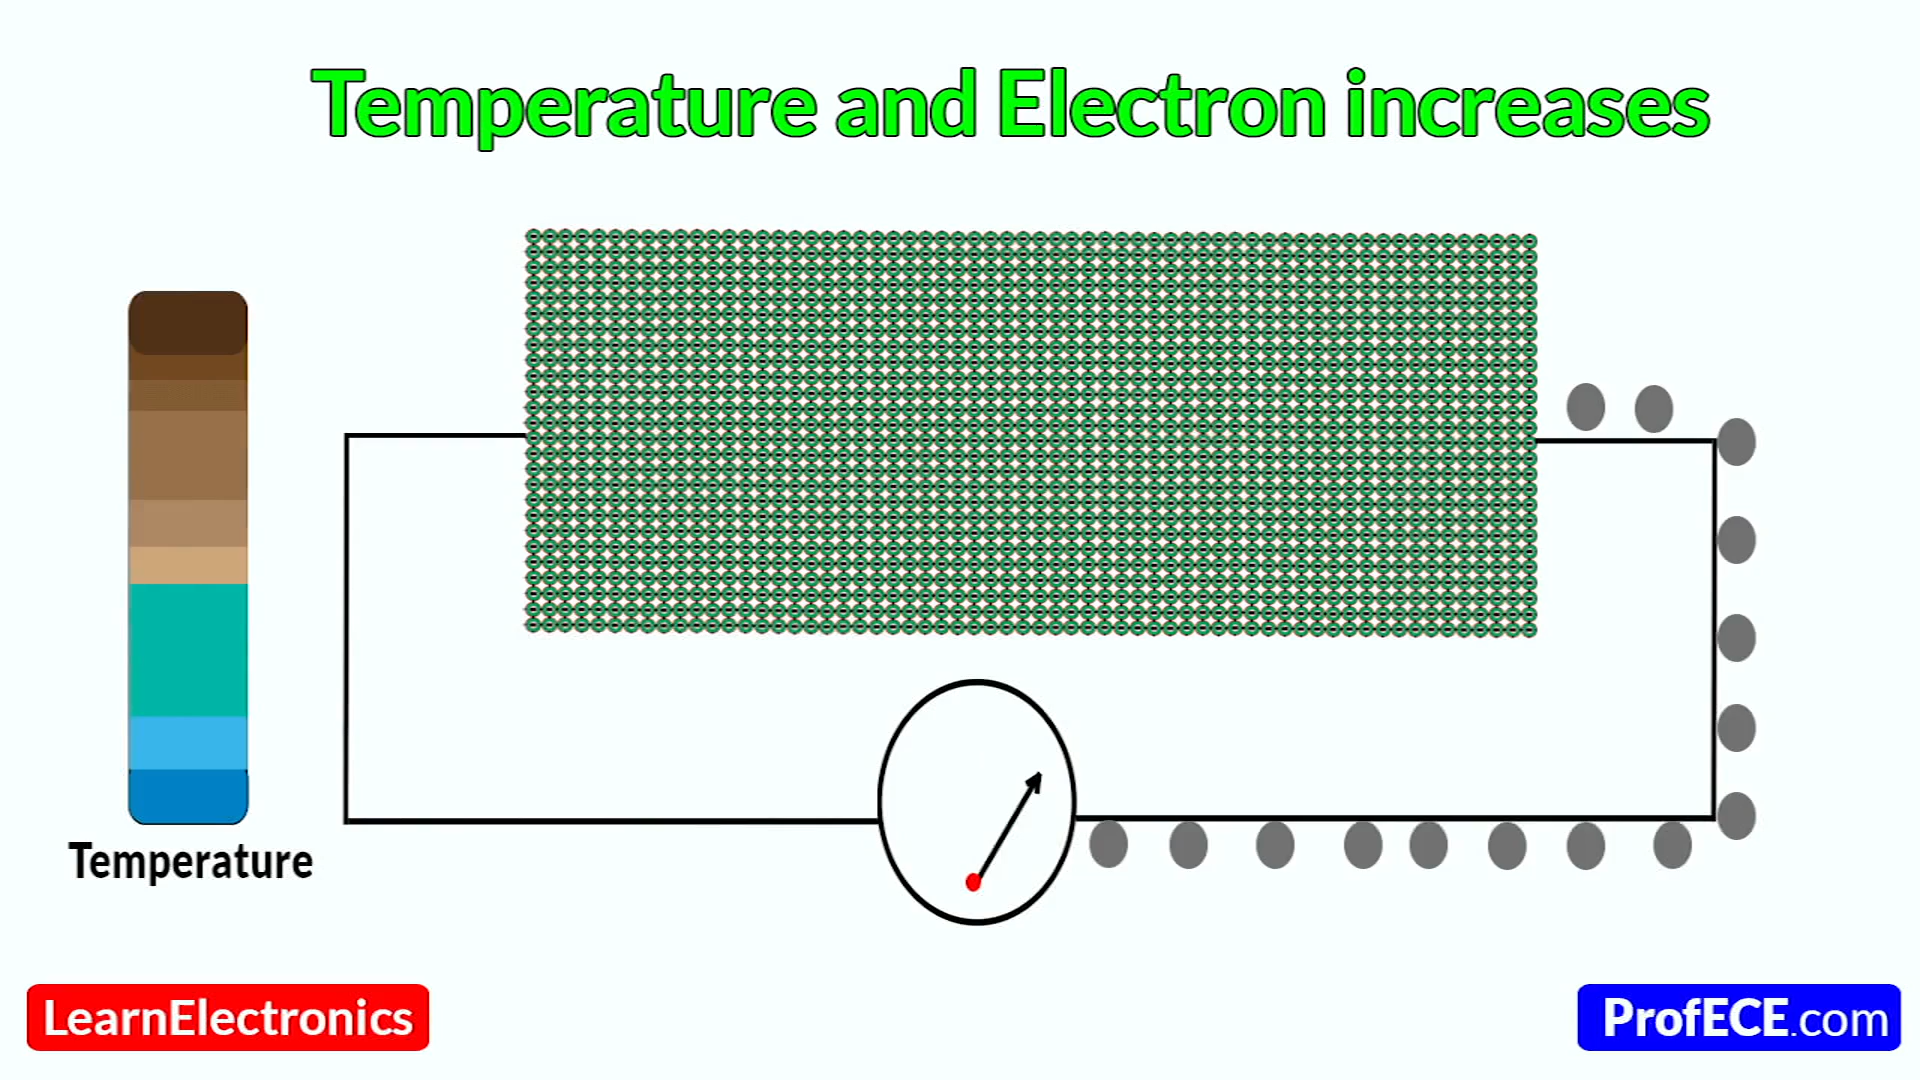 Temperature and Electron increases
Temperature
LearnElectronics
ProfECE.com